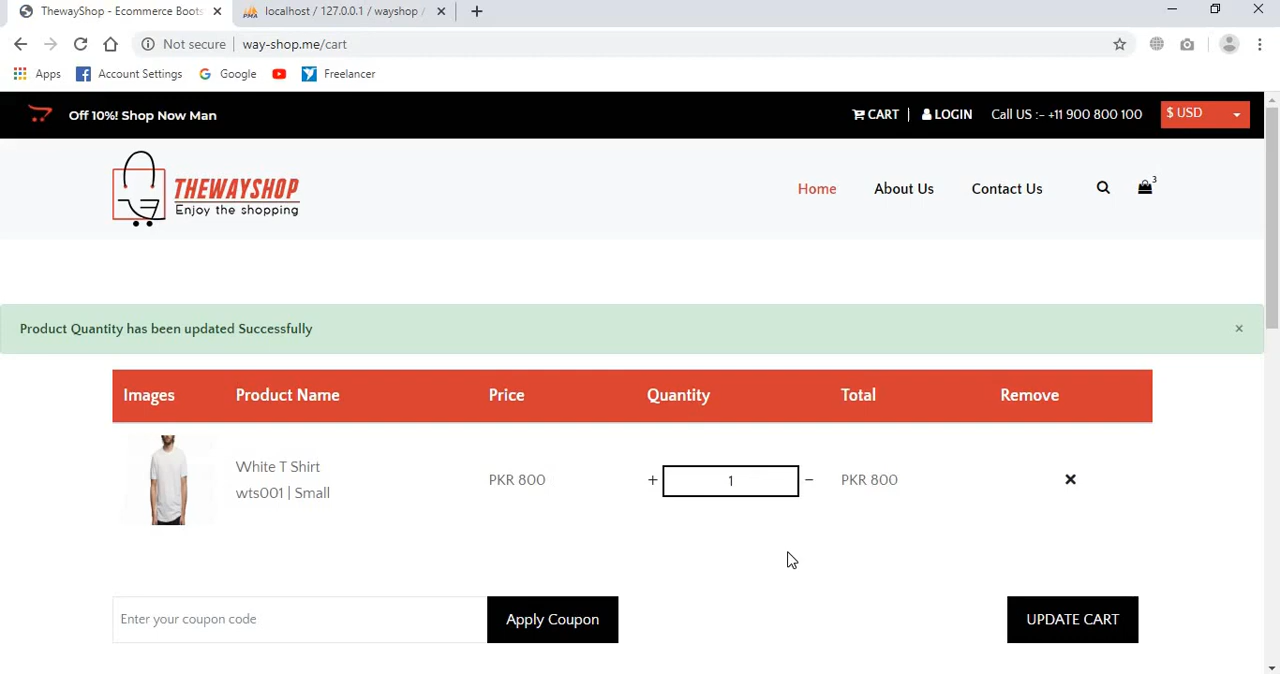 ThewayShop - Ecommerce Boots
localhost / 127.0.0.1 / wayshop /
Not secure | way-shop.me/cart
Apps Account Settings Google Freelancer
Off 10%! Shop Now Man
CART | LOGIN Call US :- +11 900 800 100 $ USD
THEWAYSHOP
Enjoy the shopping
Home About Us Contact Us 3
Product Quantity has been updated Successfully ×
Images Product Name Price Quantity Total Remove
White T Shirt
wts001 | Small
PKR 800 + 1 − PKR 800
Enter your coupon code Apply Coupon UPDATE CART